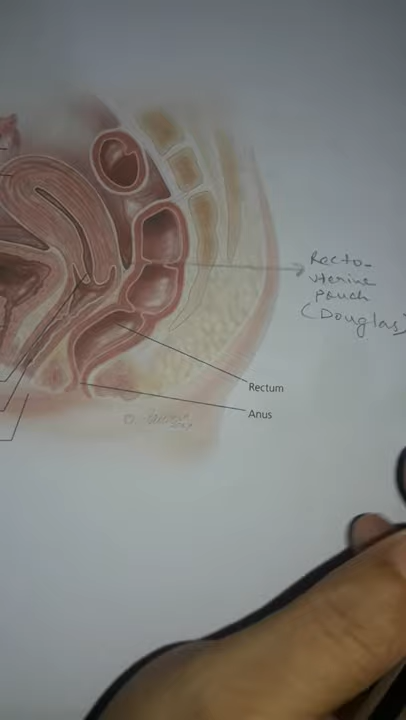 Recto-
uterine
pouch
(Douglas)
Rectum
Anus